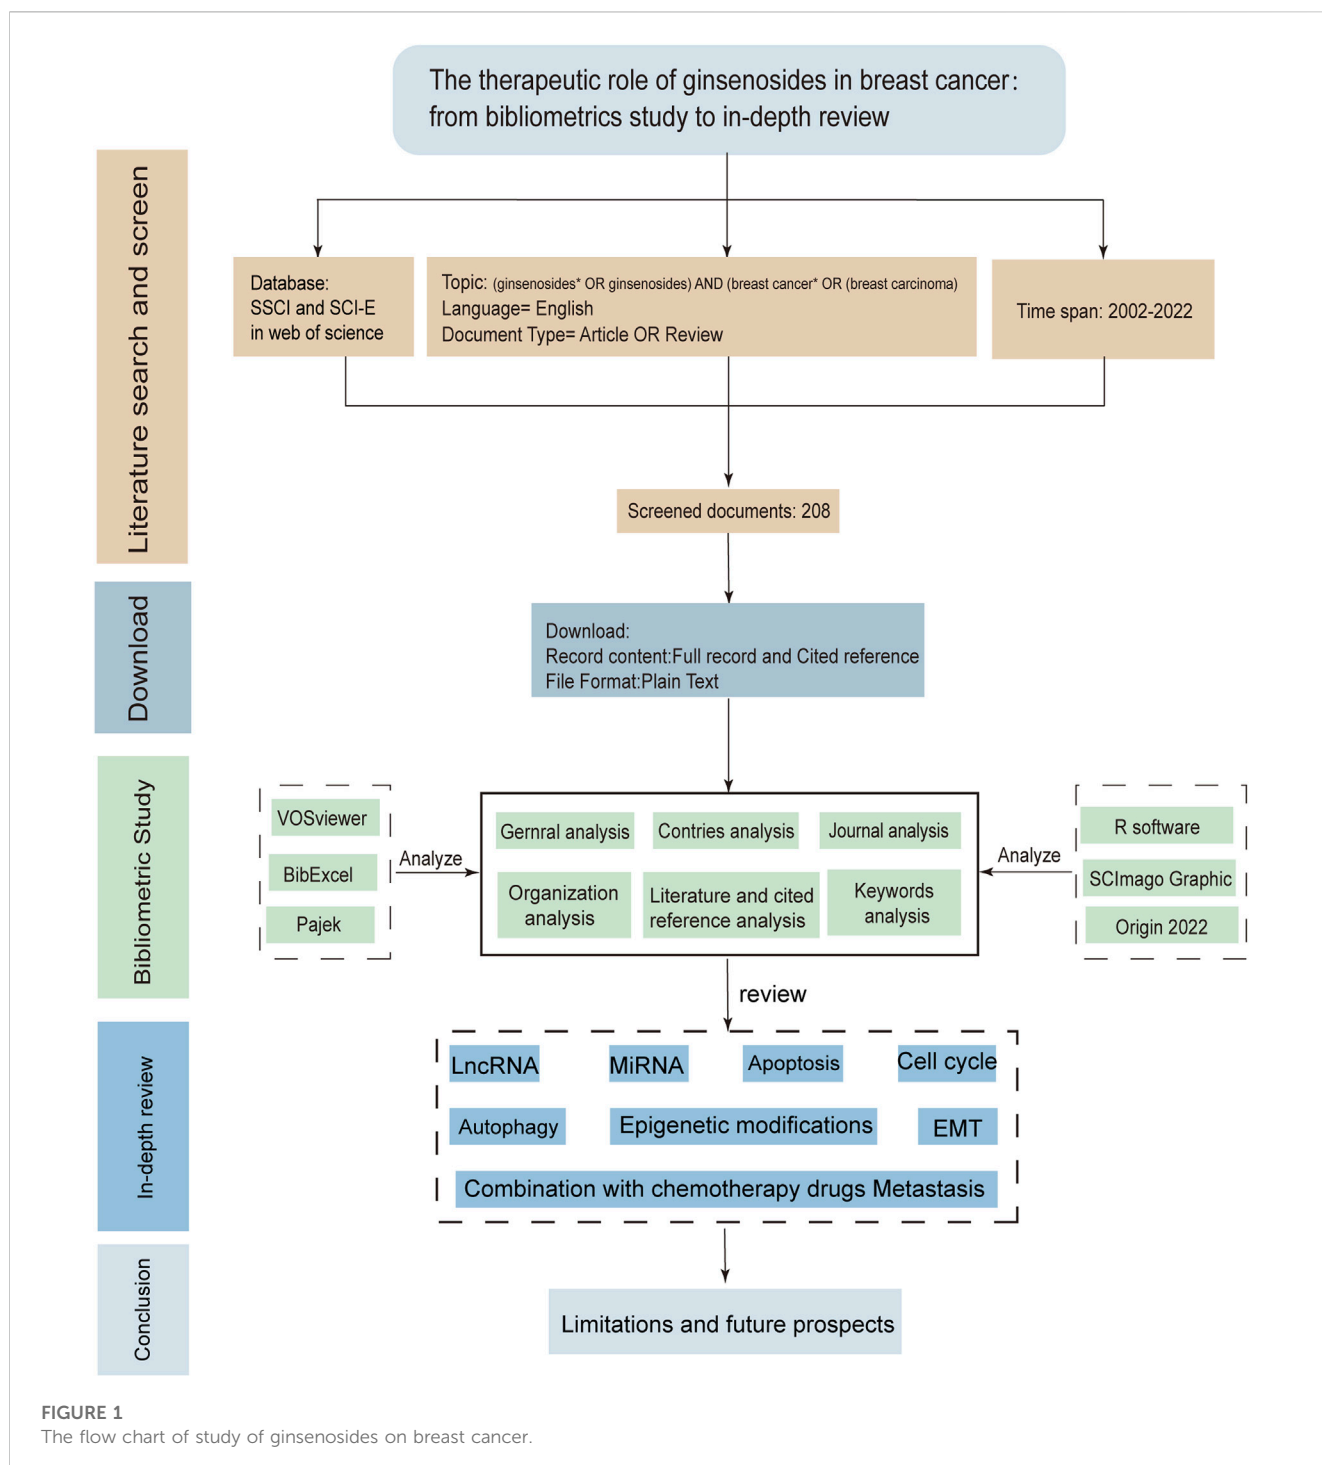 The therapeutic role of ginsenosides in breast cancer:
from bibliometrics study to in-depth review
Literature search and screen
Database:
SSCI and SCI-E
in web of science
Topic: (ginsenosides* OR ginsenosides) AND (breast cancer* OR (breast carcinoma)
Language= English
Document Type= Article OR Review
Time span: 2002-2022
Screened documents: 208
Download
Download:
Record content:Full record and Cited reference
File Format:Plain Text
Bibliometric Study
VOSviewer
BibExcel
Pajek
Analyze
Gernral analysis
Contries analysis
Journal analysis
Organization
analysis
Literature and cited
reference analysis
Keywords
analysis
Analyze
R software
SCImago Graphic
Origin 2022
review
In-depth review
LncRNA
MiRNA
Apoptosis
Cell cycle
Autophagy
Epigenetic modifications
EMT
Combination with chemotherapy drugs Metastasis
Conclusion
Limitations and future prospects
FIGURE 1
The flow chart of study of ginsenosides on breast cancer.